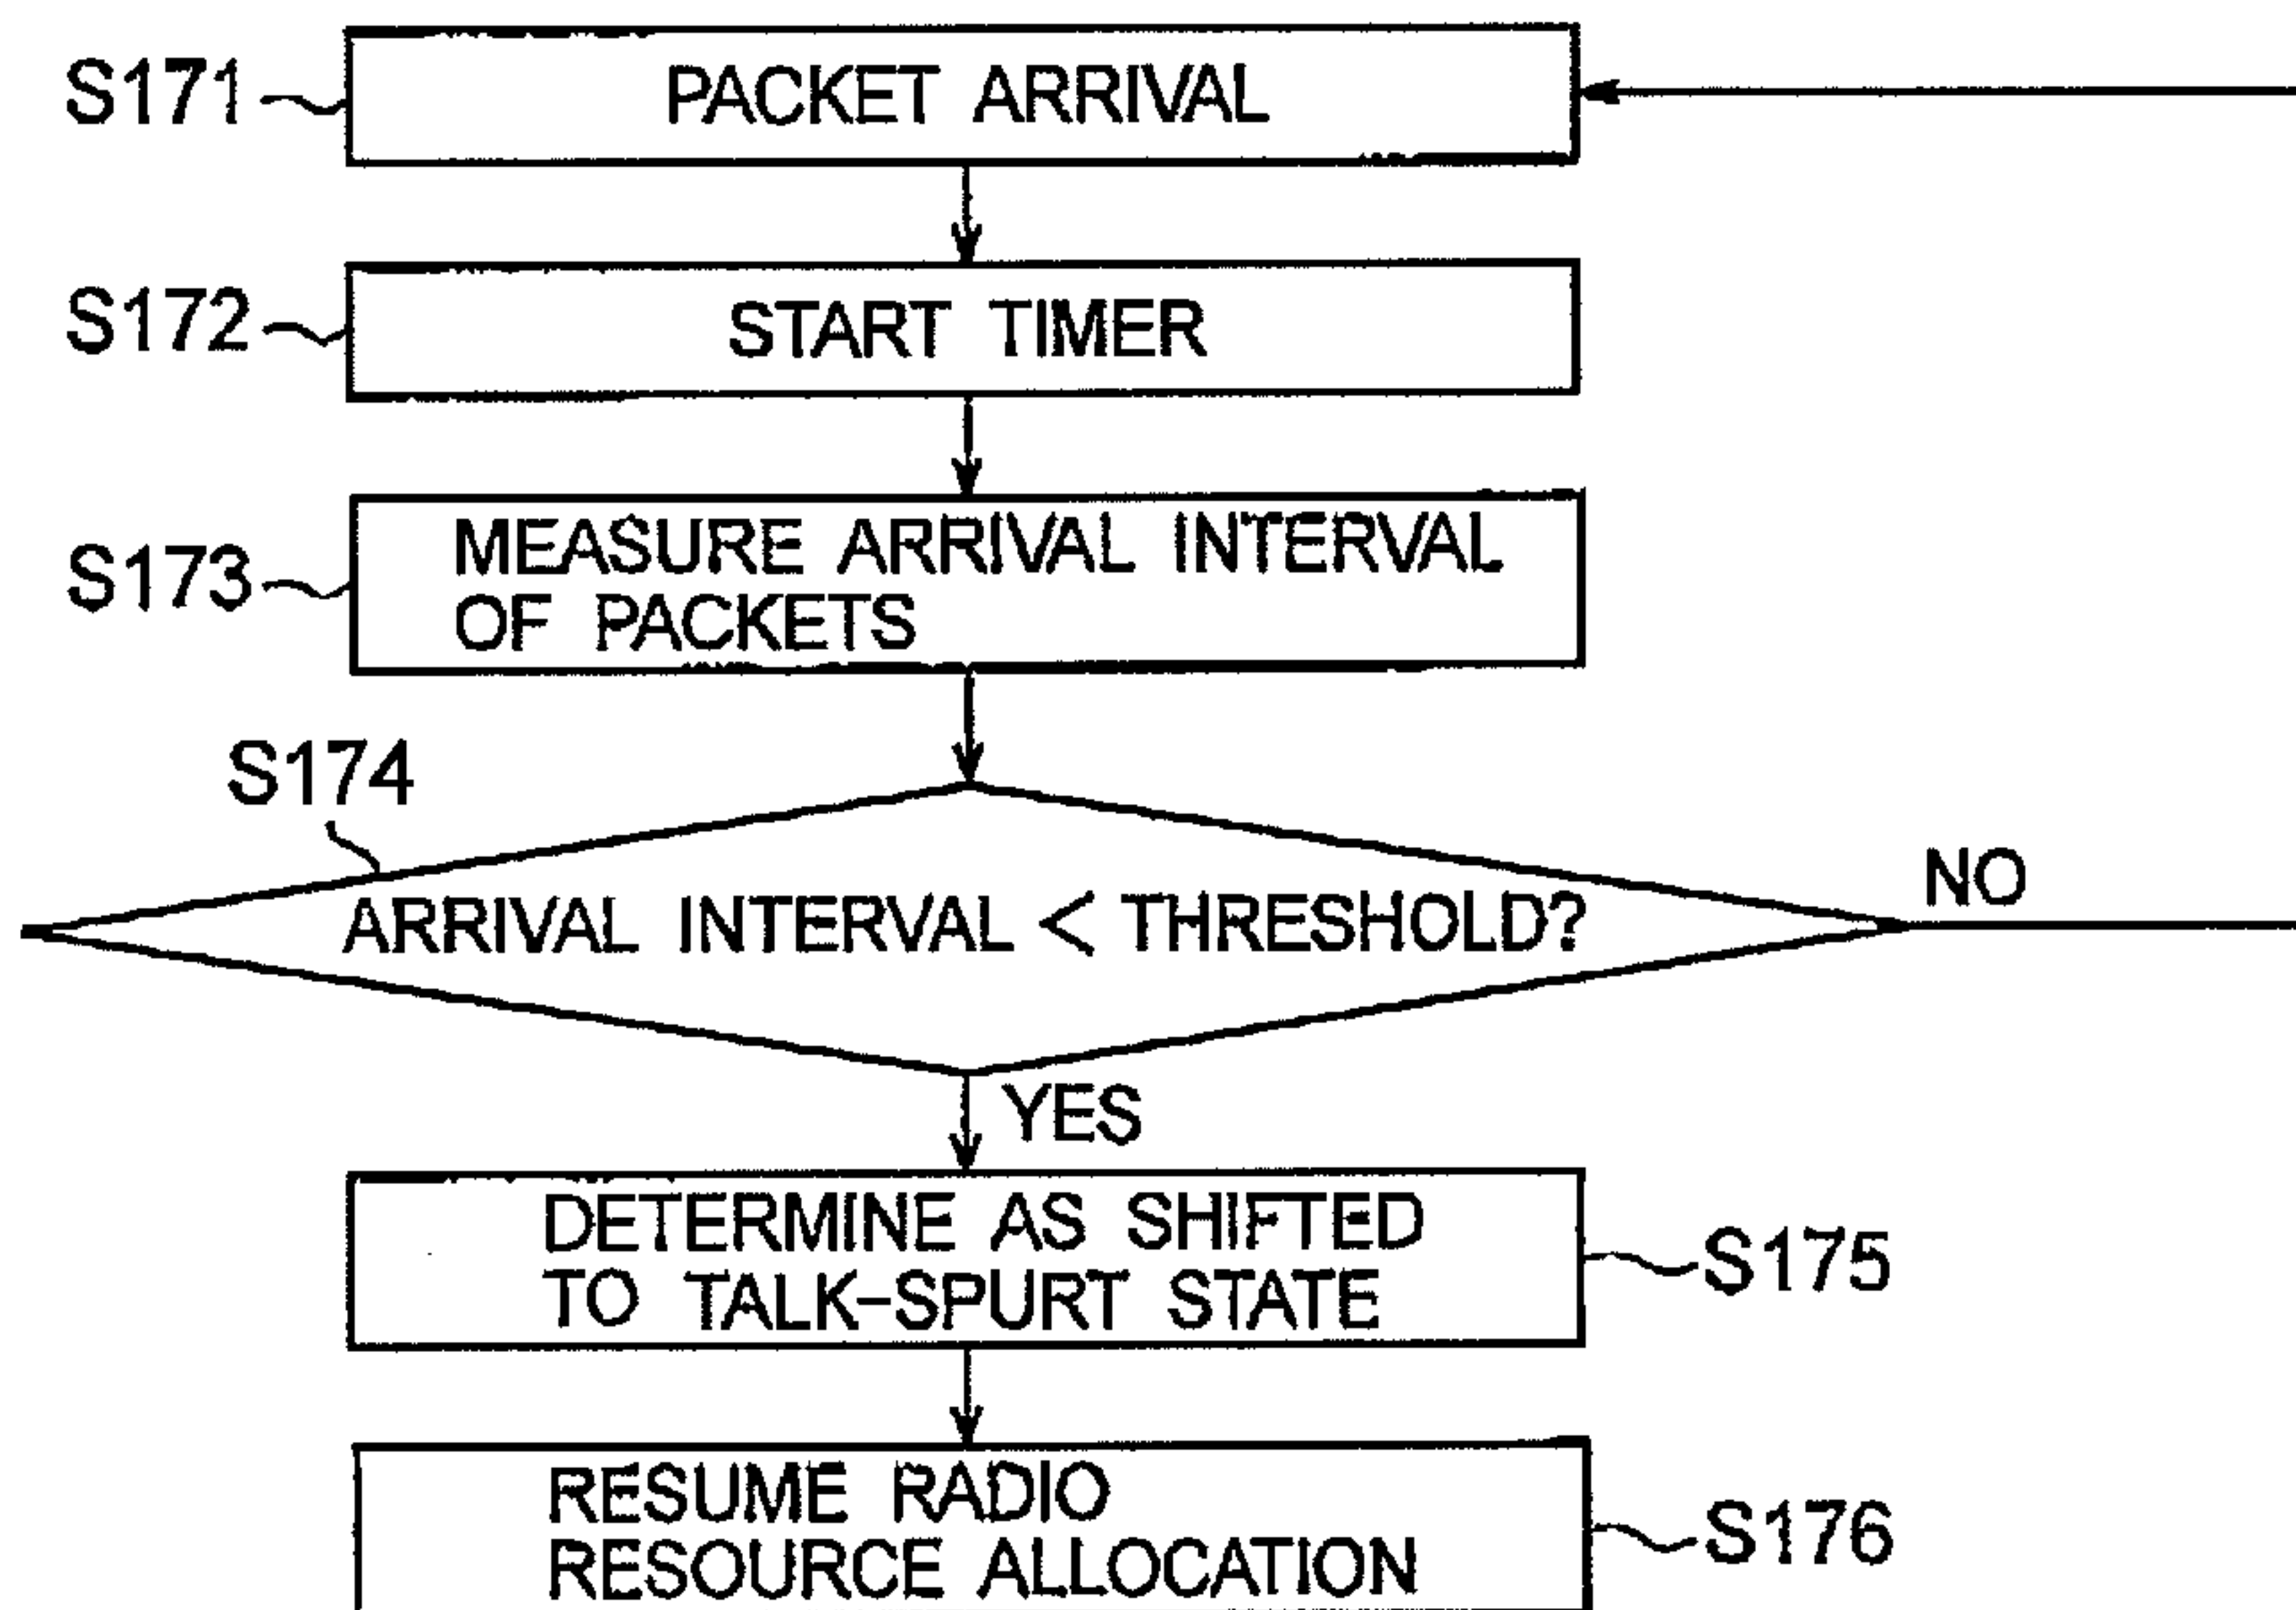 S171
PACKET ARRIVAL
S172
START TIMER
S173
MEASURE ARRIVAL INTERVAL
OF PACKETS
S174
ARRIVAL INTERVAL < THRESHOLD?
NO
YES
DETERMINE AS SHIFTED
TO TALK-SPURT STATE
S175
RESUME RADIO
RESOURCE ALLOCATION
S176